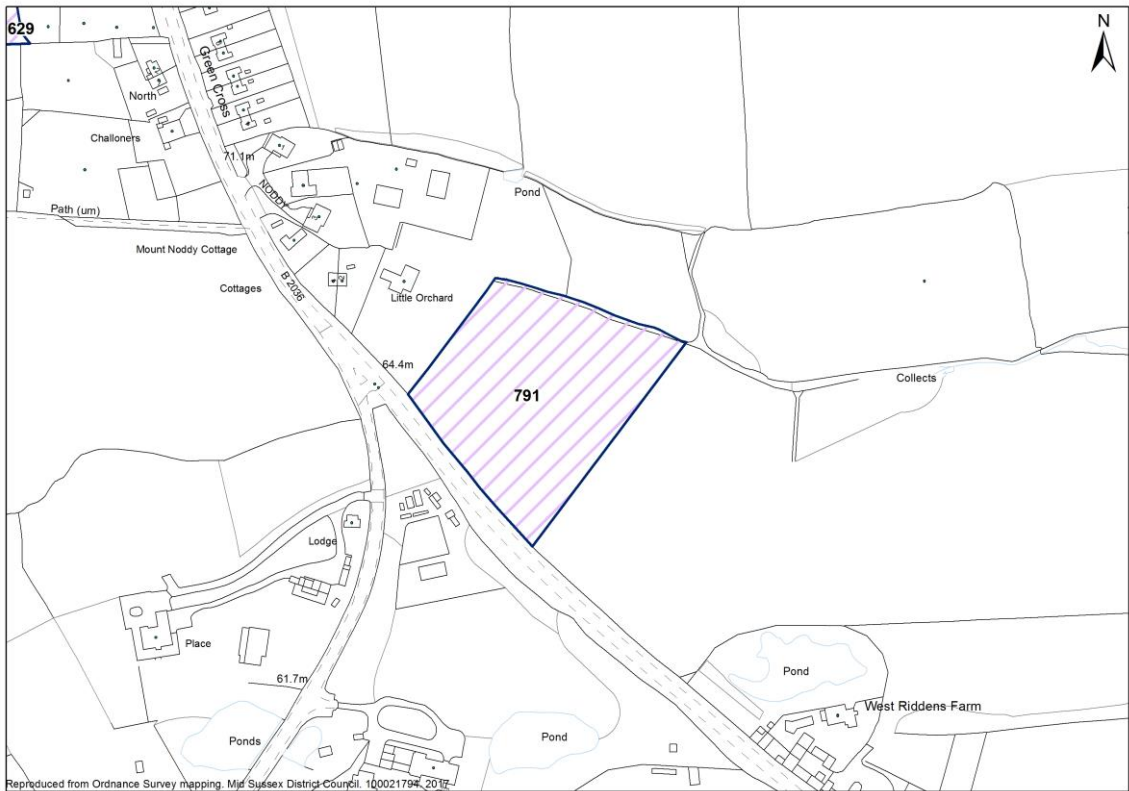 629
N
Green Cross
North
Challoners
71.1m
NODDY
Pond
Path (um)
Mount Noddy Cottage
Cottages
B 2036
Little Orchard
64.4m
791
Collects
Lodge
Place
61.7m
Ponds
Pond
Pond
West Riddens Farm
Reproduced from Ordnance Survey mapping. Mid Sussex District Council. 100021794. 2017